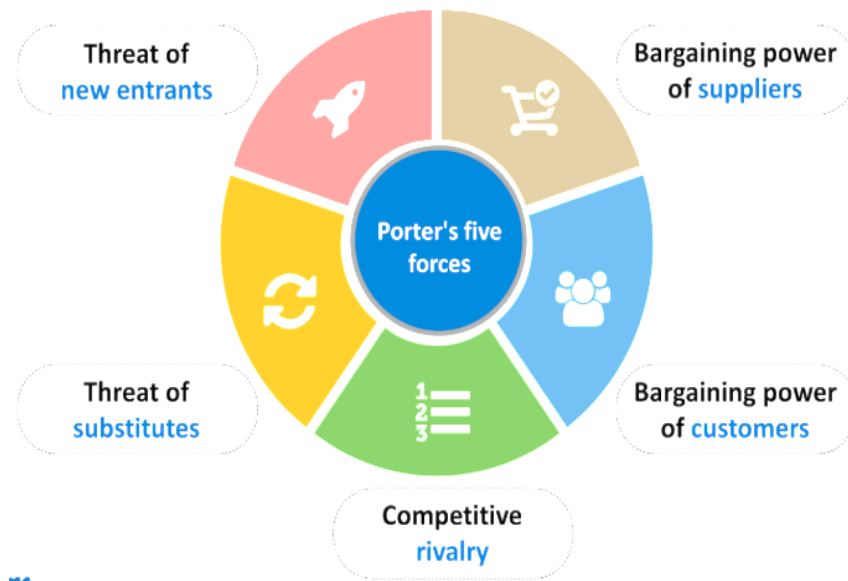 Threat of
new entrants
Bargaining power
of suppliers
Porter's five
forces
1
2
3
Threat of
substitutes
Bargaining power
of customers
Competitive
rivalry